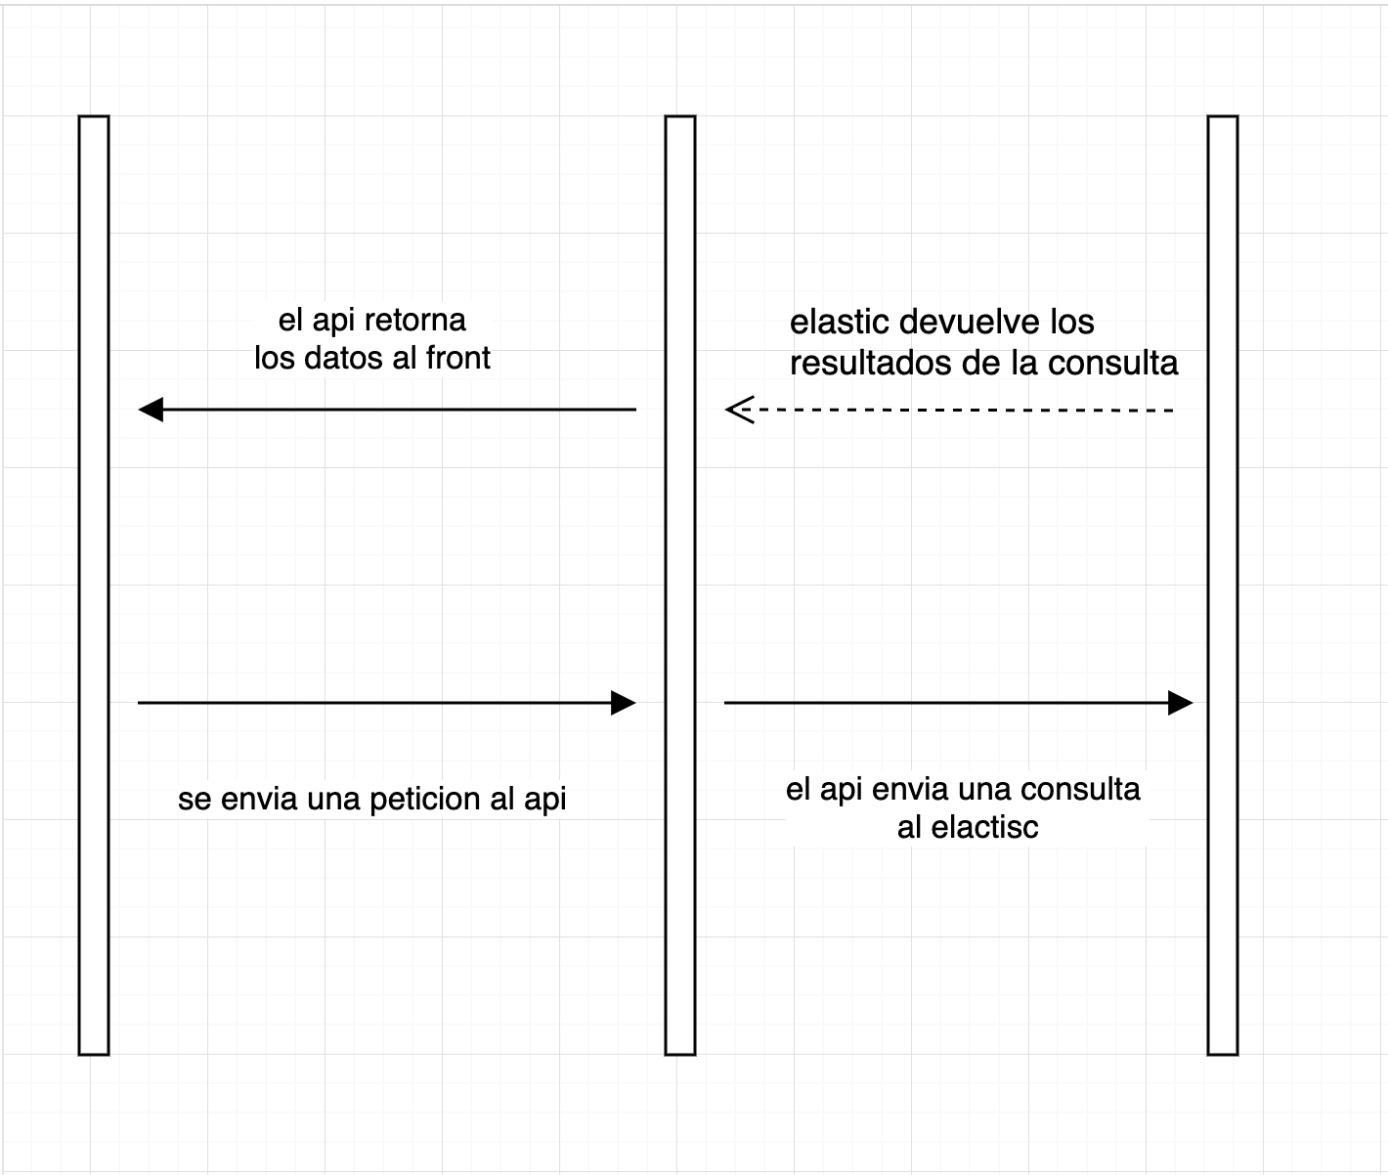 el api retorna
los datos al front
elastic devuelve los
resultados de la consulta
se envia una peticion al api
el api envia una consulta
al elactisc